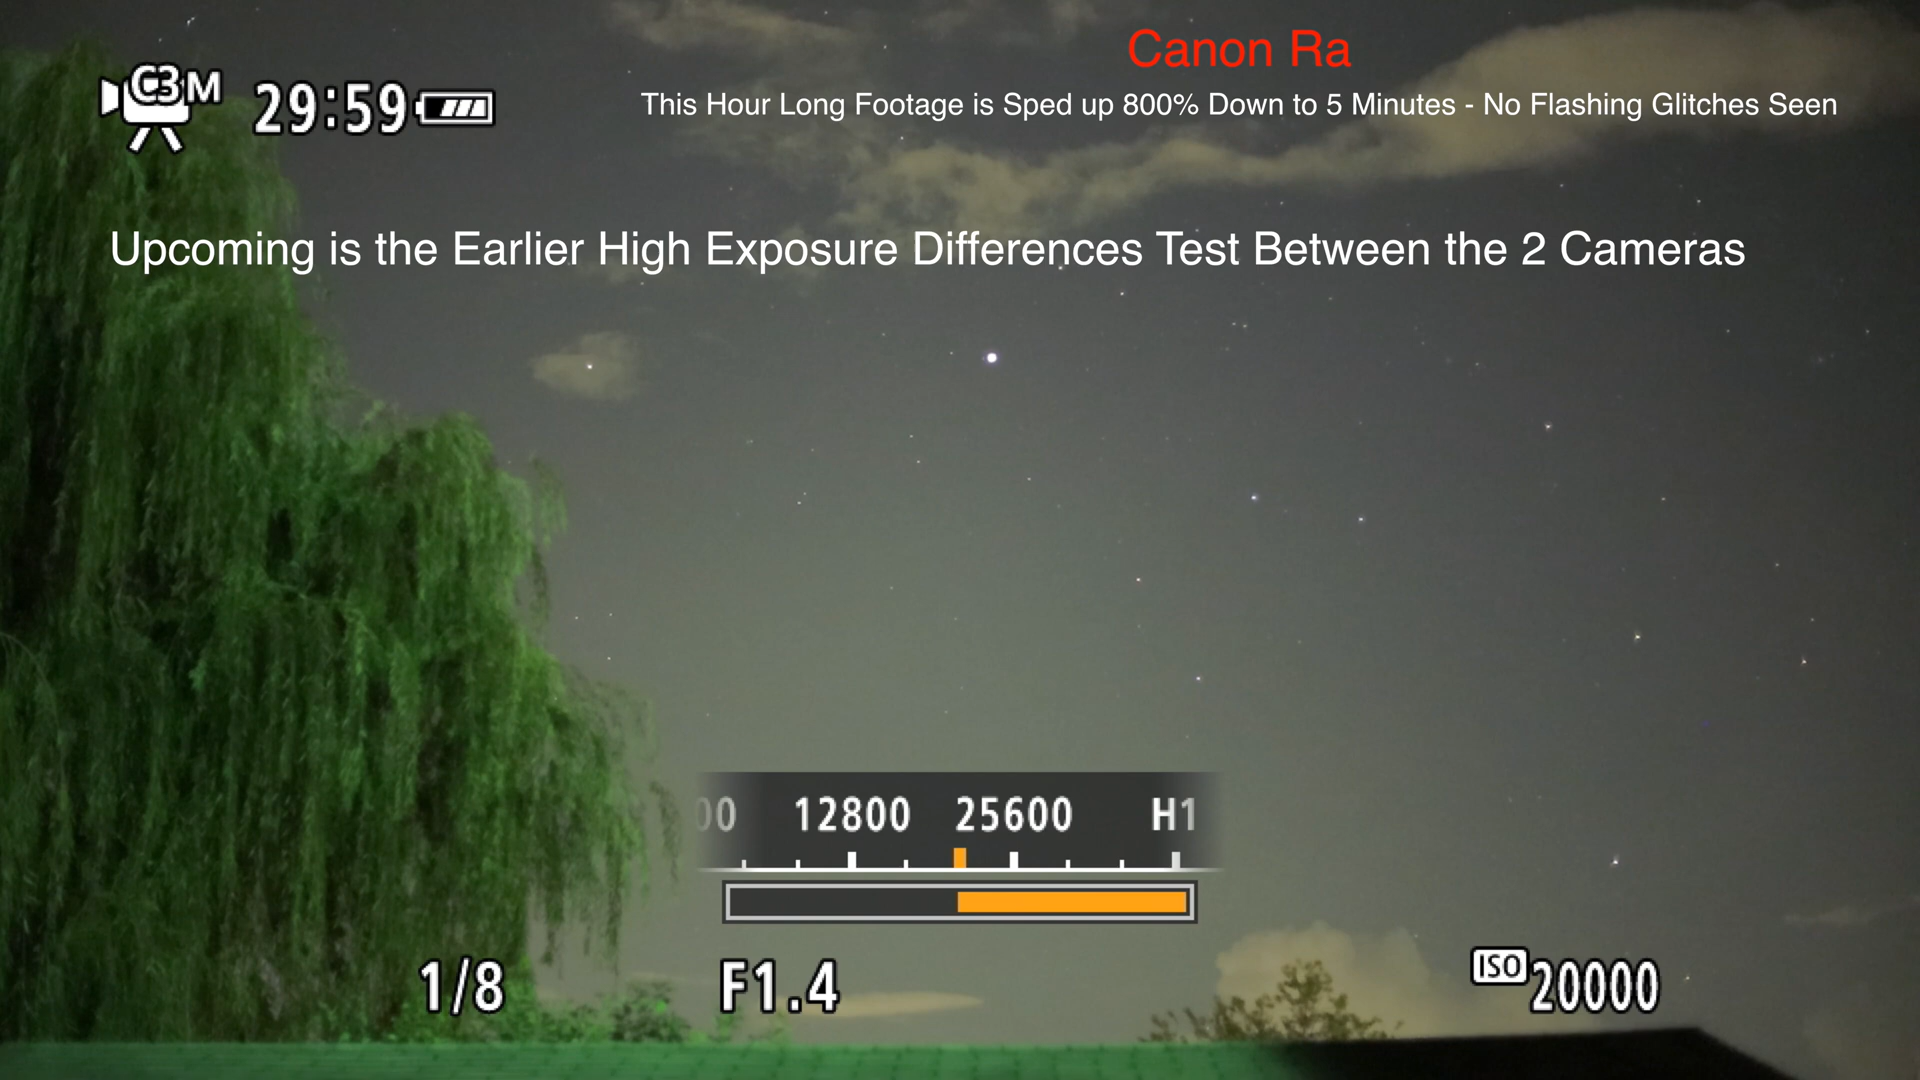 Canon Ra
C3 M 29:59
This Hour Long Footage is Sped up 800% Down to 5 Minutes - No Flashing Glitches Seen
Upcoming is the Earlier High Exposure Differences Test Between the 2 Cameras
00 12800 25600 H1
1/8 F1.4 ISO 20000